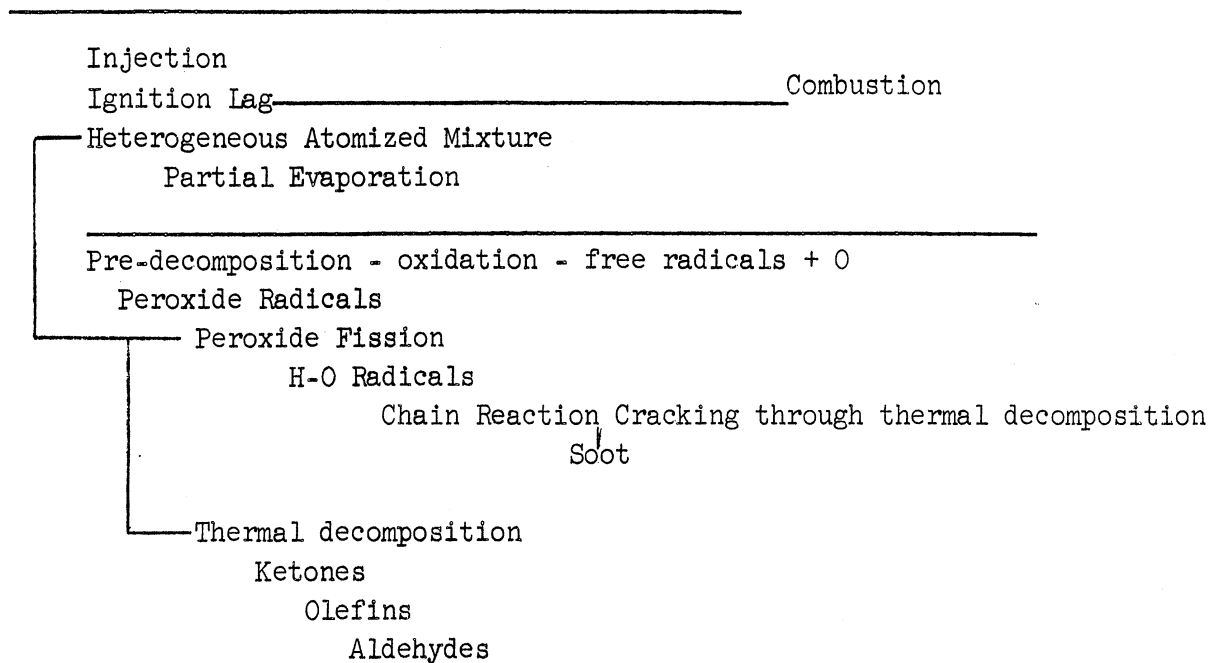 Injection
Combustion
Ignition Lag
Heterogeneous Atomized Mixture
Partial Evaporation
Pre-decomposition - oxidation - free radicals + O
Peroxide Radicals
Peroxide Fission
H-O Radicals
Chain Reaction Cracking through thermal decomposition
Soot
Thermal decomposition
Ketones
Olefins
Aldehydes